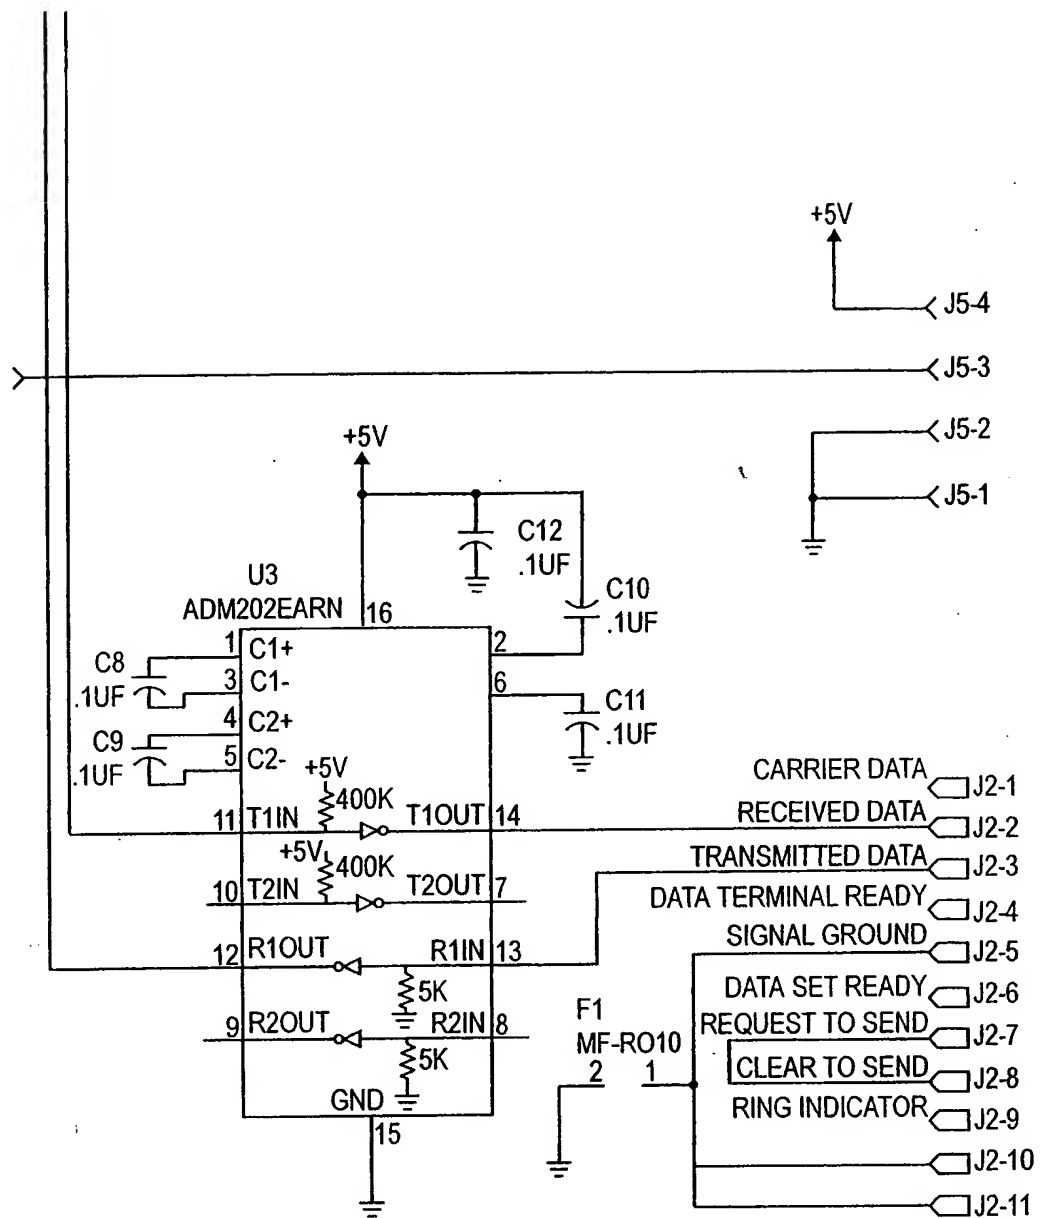 +5V
J5-4
J5-3
J5-2
J5-1
+5V
C12
.1UF
C10
.1UF
U3
ADM202EARN
16
1
C1+
2
C8
.1UF
3
C1-
6
C11
.1UF
4
C2+
C9
.1UF
5
C2-
+5V
400K
11
T1IN
T1OUT
14
+5V
400K
10
T2IN
T2OUT
7
12
R1OUT
R1IN
13
5K
9
R2OUT
R2IN
8
5K
GND
15
CARRIER DATA
J2-1
RECEIVED DATA
J2-2
TRANSMITTED DATA
J2-3
DATA TERMINAL READY
J2-4
SIGNAL GROUND
J2-5
DATA SET READY
J2-6
REQUEST TO SEND
J2-7
CLEAR TO SEND
J2-8
RING INDICATOR
J2-9
J2-10
J2-11
F1
MF-RO10
2 1